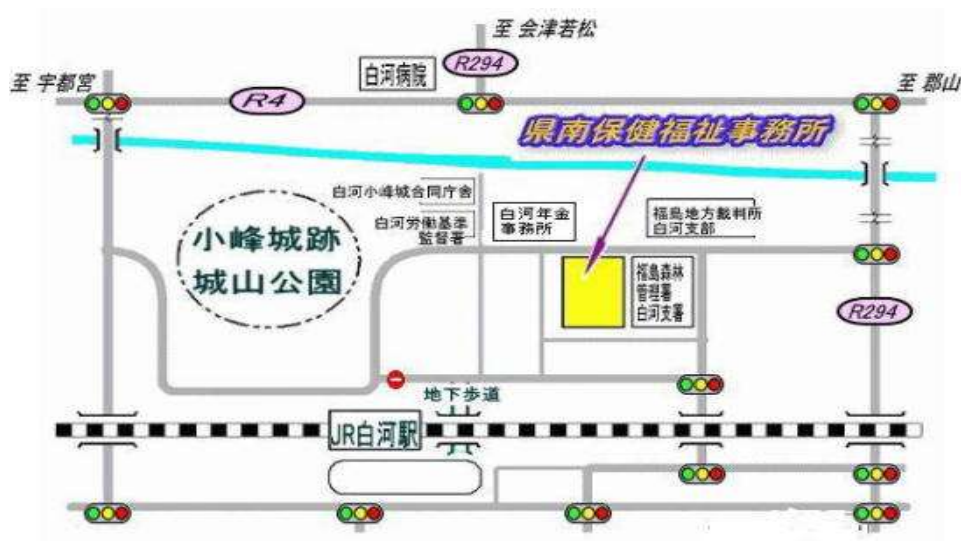 至 会津若松
R294
白河病院
至 宇都宮
R4
至 郡山
県南保健福祉事務所
白河小峰城合同庁舎
白河労働基準
監督署
白河年金
事務所
福島地方裁判所
白河支部
小峰城跡
城山公園
福島森林
管理署
白河支署
R294
地下歩道
JR白河駅